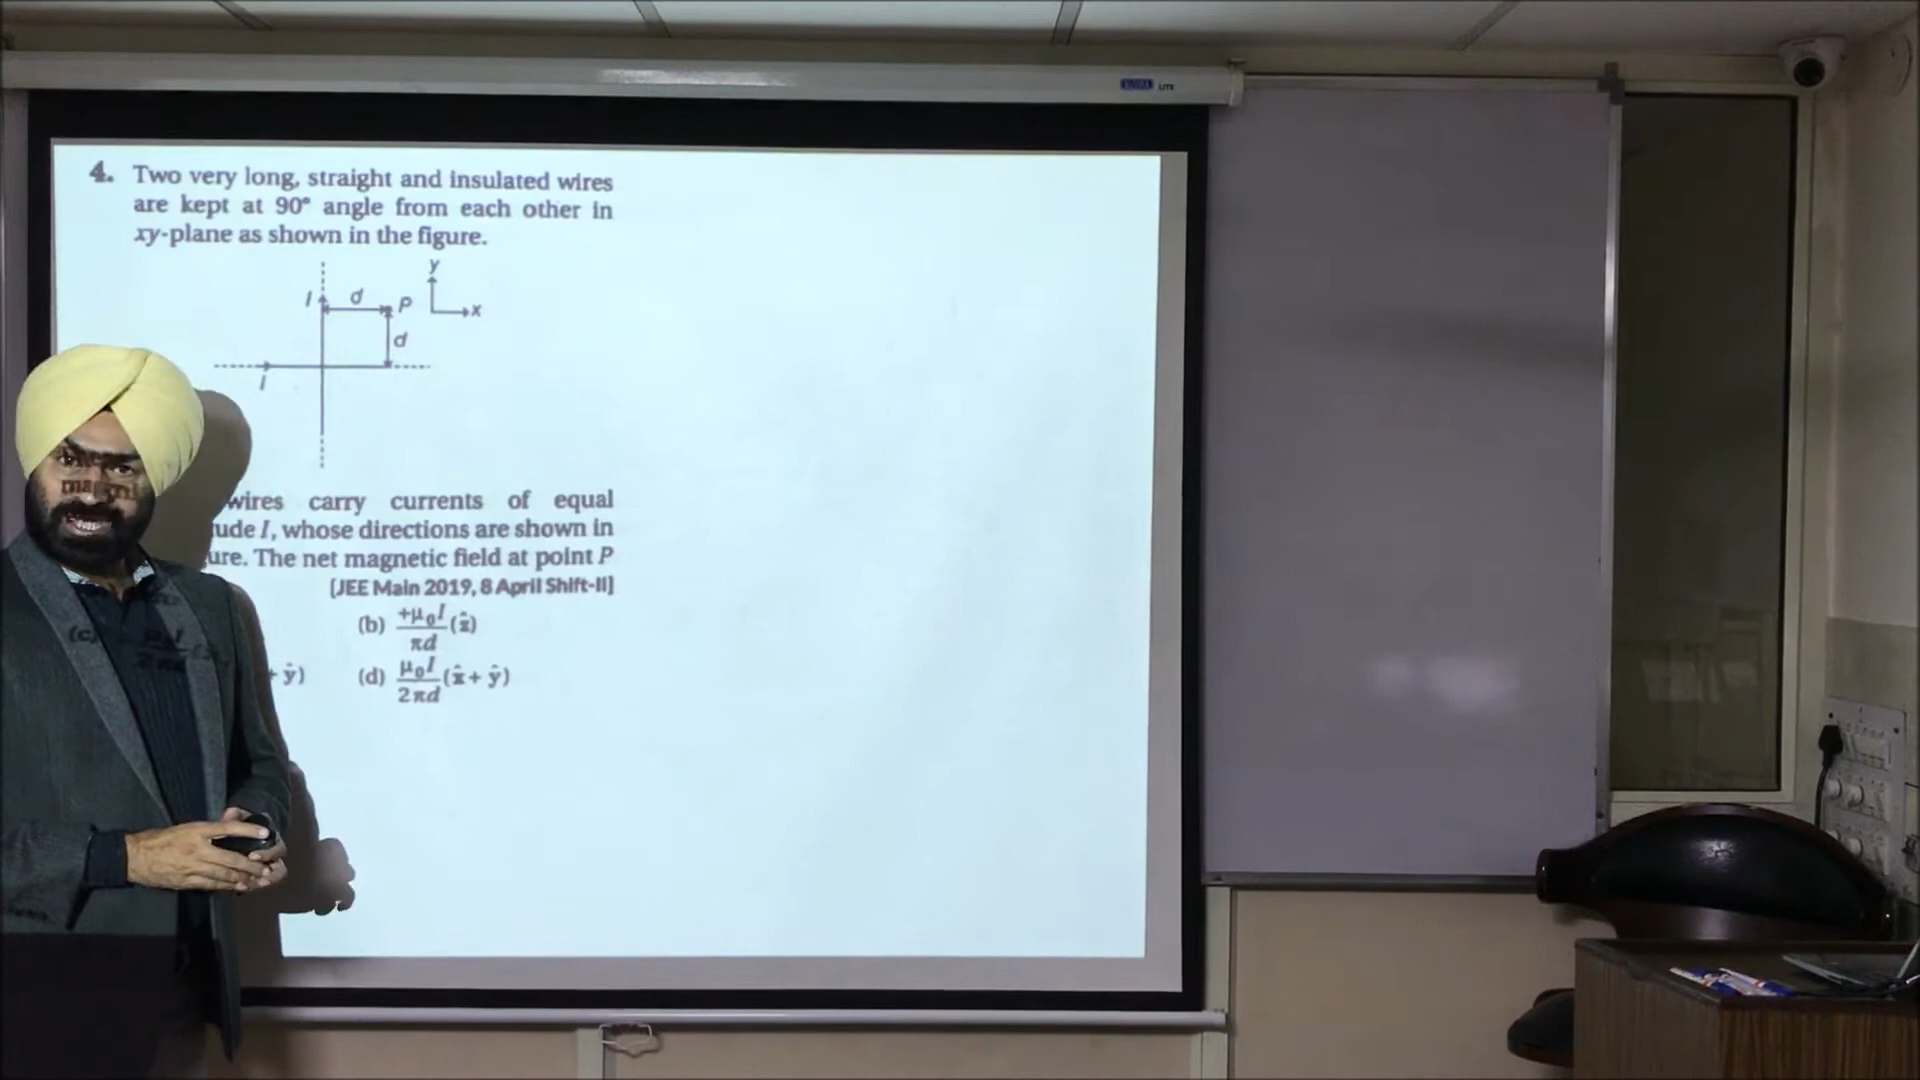 4. Two very long, straight and insulated wires
are kept at 90° angle from each other in
xy-plane as shown in the figure.
y
I d P
x
d
I
wires carry currents of equal
ude I, whose directions are shown in
ure. The net magnetic field at point P
[JEE Main 2019, 8 April Shift-II]
(b) +μ₀I/πd (ẑ)
+ ŷ) (d) μ₀I/2πd (x̂ + ŷ)
(c)
LITE